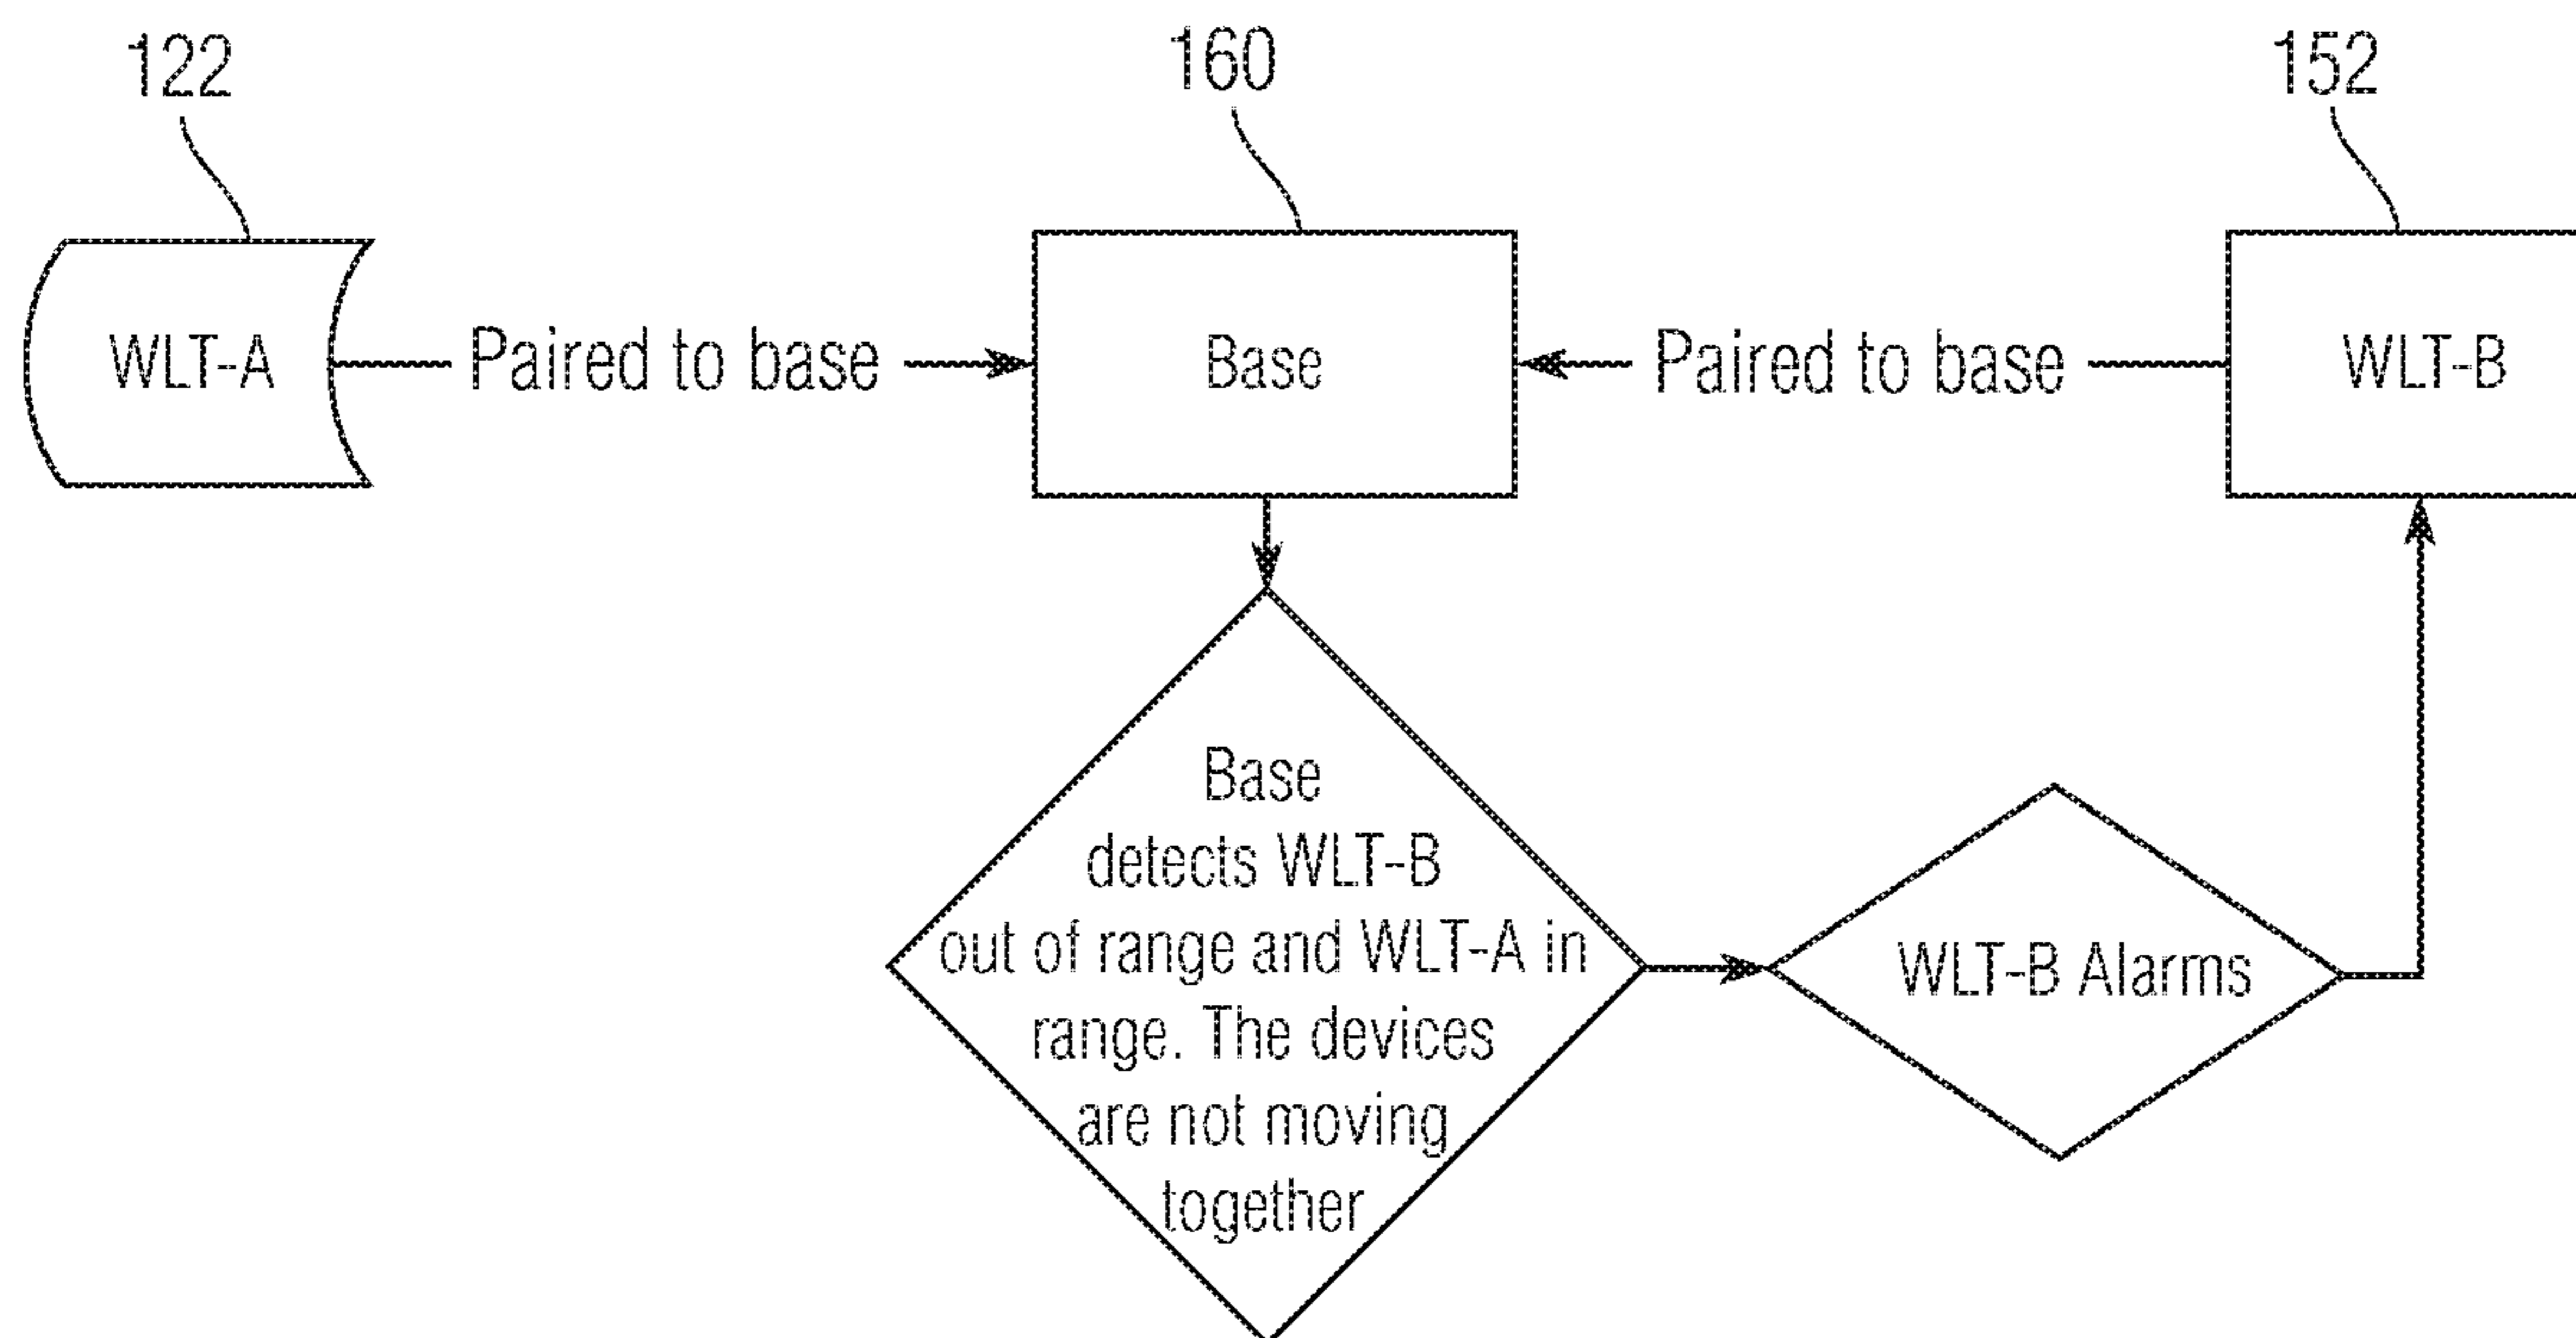 122
160
152
WLT-A
Paired to base
Base
Paired to base
WLT-B
Base
detects WLT-B
out of range and WLT-A in
range. The devices
are not moving
together
WLT-B Alarms